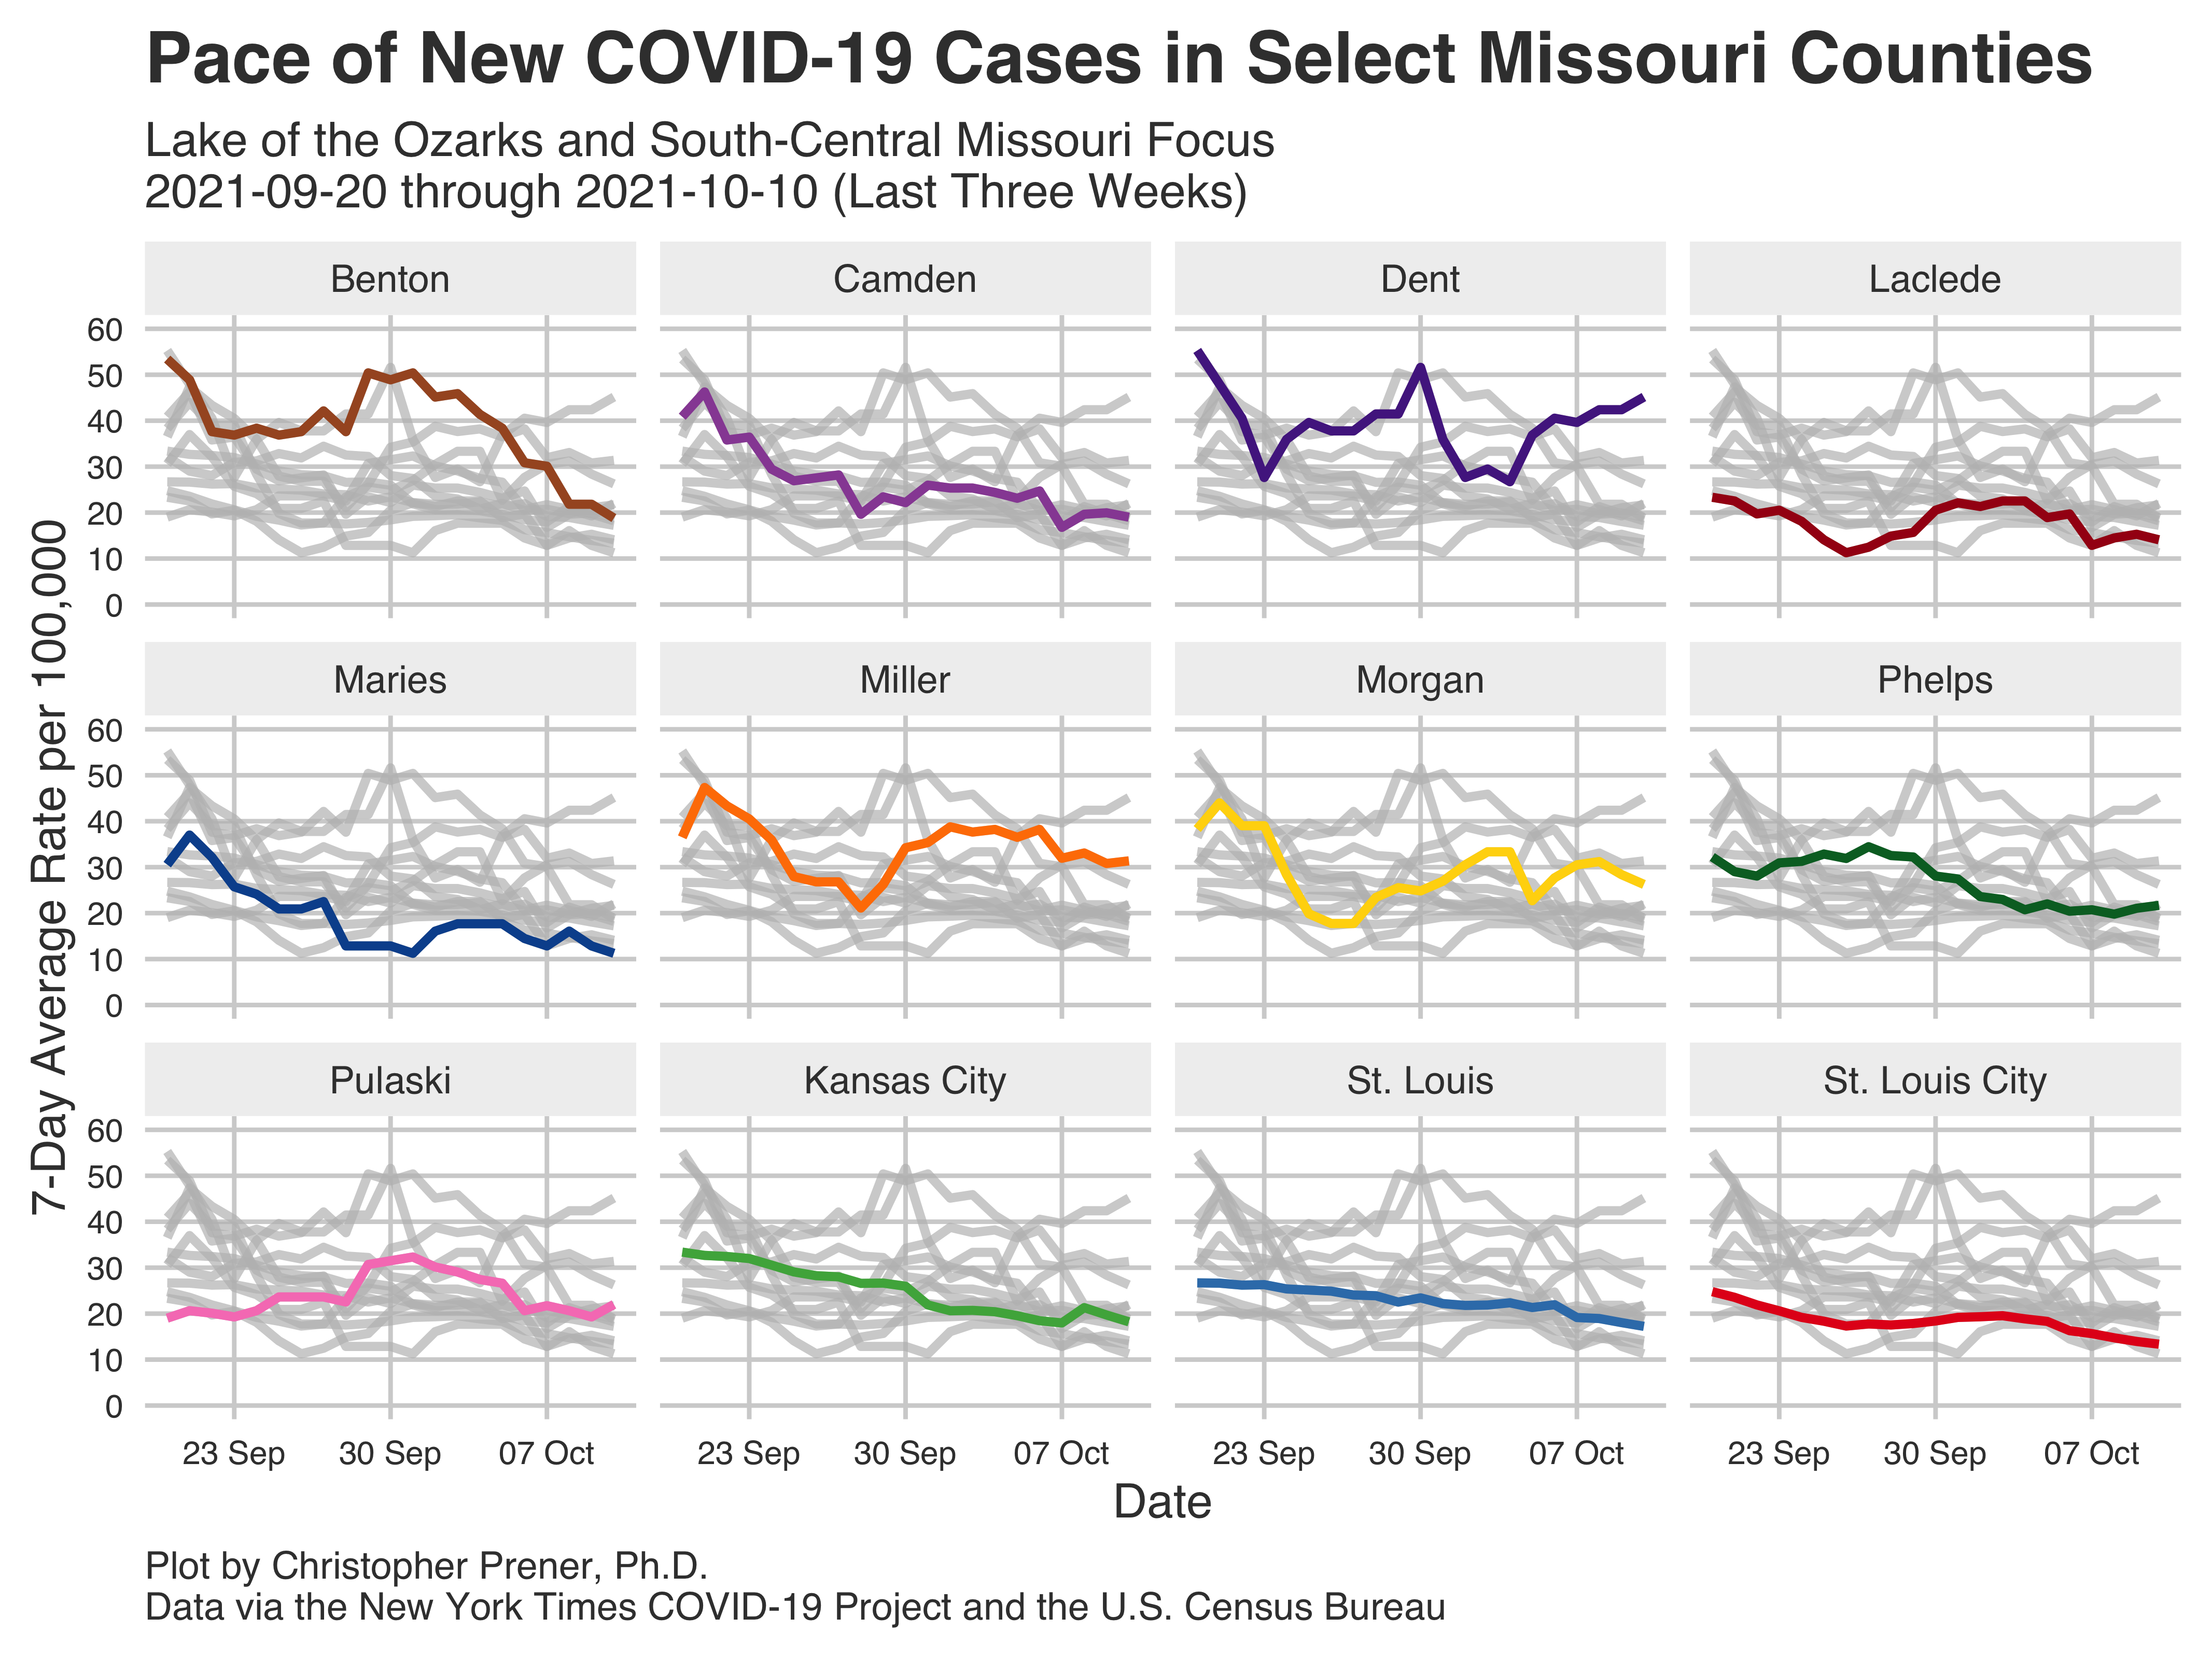 Pace of New COVID-19 Cases in Select Missouri Counties
Lake of the Ozarks and South-Central Missouri Focus
2021-09-20 through 2021-10-10 (Last Three Weeks)
Benton
Camden
Dent
Laclede
60
50
40
30
20
10
0
Maries
Miller
Morgan
Phelps
60
50
40
30
20
10
0
Pulaski
Kansas City
St. Louis
St. Louis City
60
50
40
30
20
10
0
7-Day Average Rate per 100,000
23 Sep 30 Sep 07 Oct
23 Sep 30 Sep 07 Oct
23 Sep 30 Sep 07 Oct
23 Sep 30 Sep 07 Oct
Date
Plot by Christopher Prener, Ph.D.
Data via the New York Times COVID-19 Project and the U.S. Census Bureau